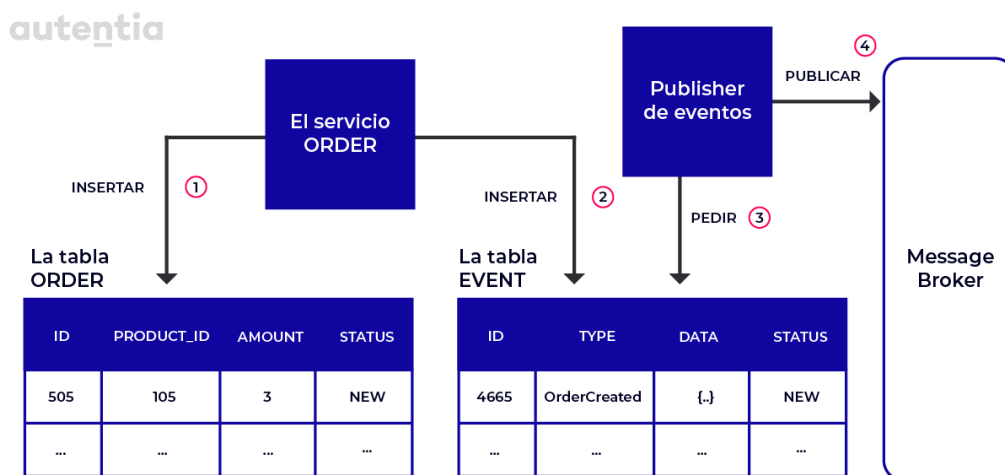 autentia
El servicio
ORDER
Publisher
de eventos
4
PUBLICAR
INSERTAR
1
INSERTAR
2
PEDIR
3
Message
Broker
La tabla
ORDER
ID PRODUCT_ID AMOUNT STATUS
505 105 3 NEW
... ... ... ...
La tabla
EVENT
ID TYPE DATA STATUS
4665 OrderCreated {..} NEW
... ... ... ...